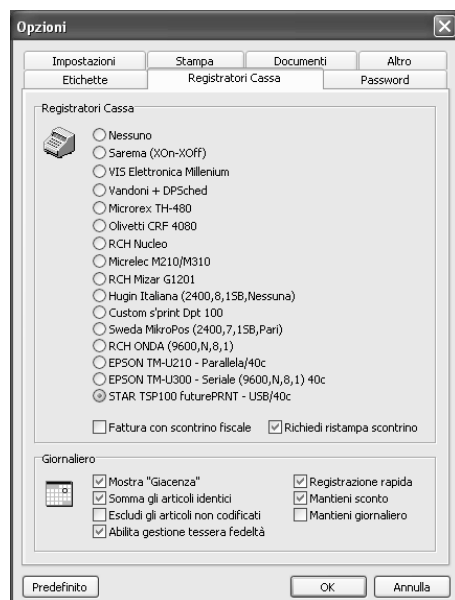 Opzioni
Impostazioni Stampa Documenti Altro
Etichette Registratori Cassa Password
Registratori Cassa
Nessuno
Sarema (XOn-XOff)
VIS Elettronica Millenium
Vandoni + DPSched
Microrex TH-480
Olivetti CRF 4080
RCH Nucleo
Micrelec M210/M310
RCH Mizar G1201
Hugin Italiana (2400,8,1SB,Nessuna)
Custom s'print Dpt 100
Sweda MikroPos (2400,7,1SB,Pari)
RCH ONDA (9600,N,8,1)
EPSON TM-U210 - Parallela/40c
EPSON TM-U300 - Seriale (9600,N,8,1) 40c
STAR TSP100 futurePRNT - USB/40c
Fattura con scontrino fiscale Richiedi ristampa scontrino
Giornaliero
Mostra "Giacenza" Registrazione rapida
Somma gli articoli identici Mantieni sconto
Escludi gli articoli non codificati Mantieni giornaliero
Abilita gestione tessera fedeltà
Predefinito OK Annulla